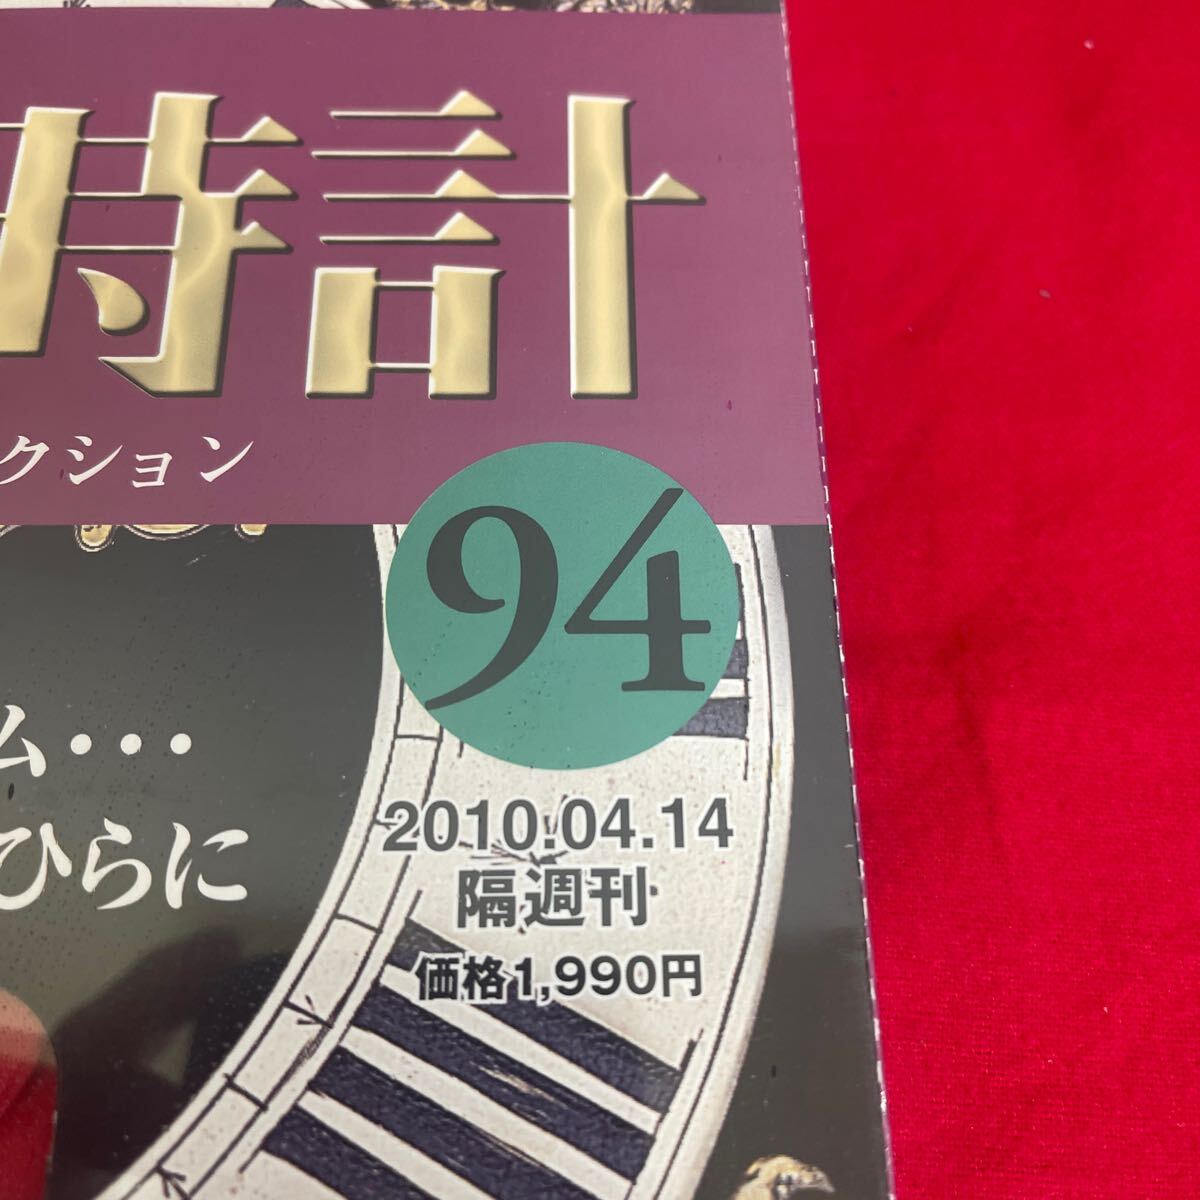 時計
クション
94
ム・・・
ひらに
2010.04.14
隔週刊
価格1,990円